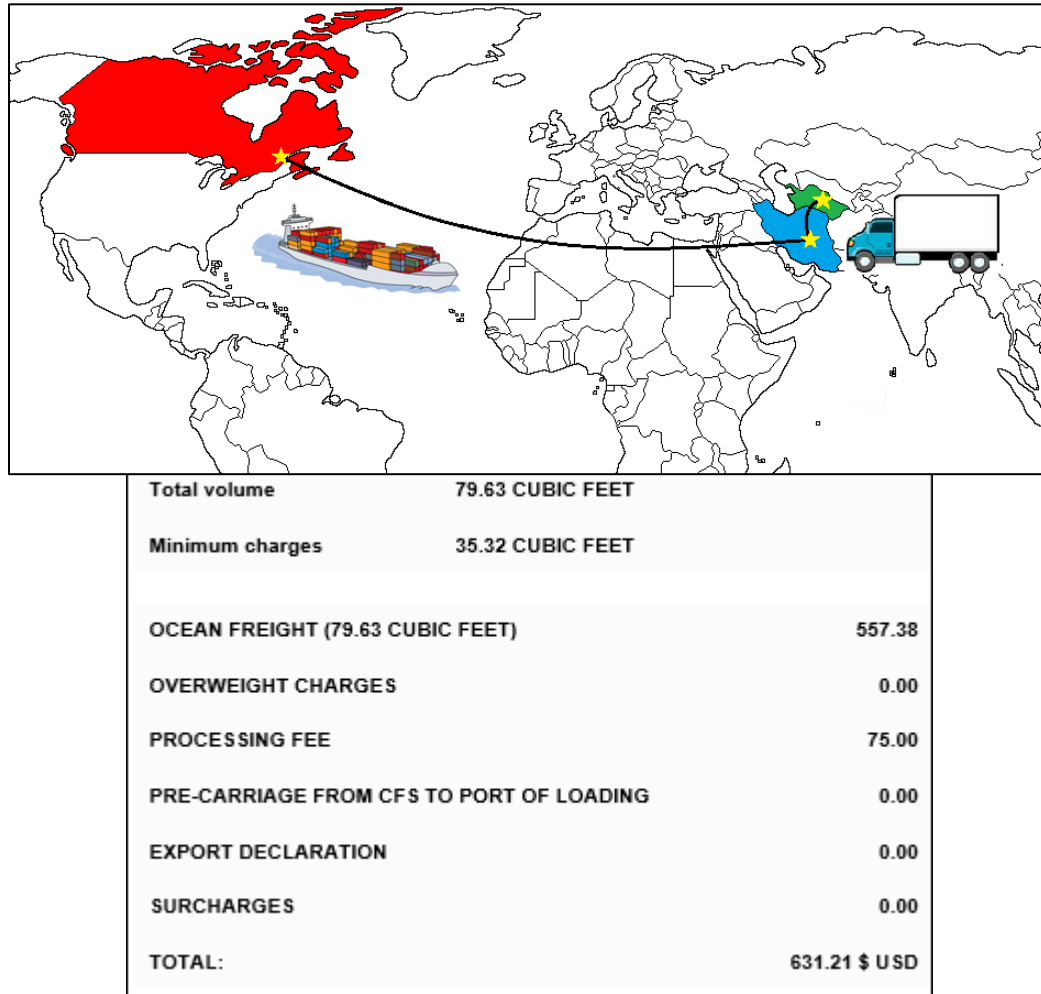 Total volume 79.63 CUBIC FEET
Minimum charges 35.32 CUBIC FEET
OCEAN FREIGHT (79.63 CUBIC FEET) 557.38
OVERWEIGHT CHARGES 0.00
PROCESSING FEE 75.00
PRE-CARRIAGE FROM CFS TO PORT OF LOADING 0.00
EXPORT DECLARATION 0.00
SURCHARGES 0.00
TOTAL: 631.21 $ USD